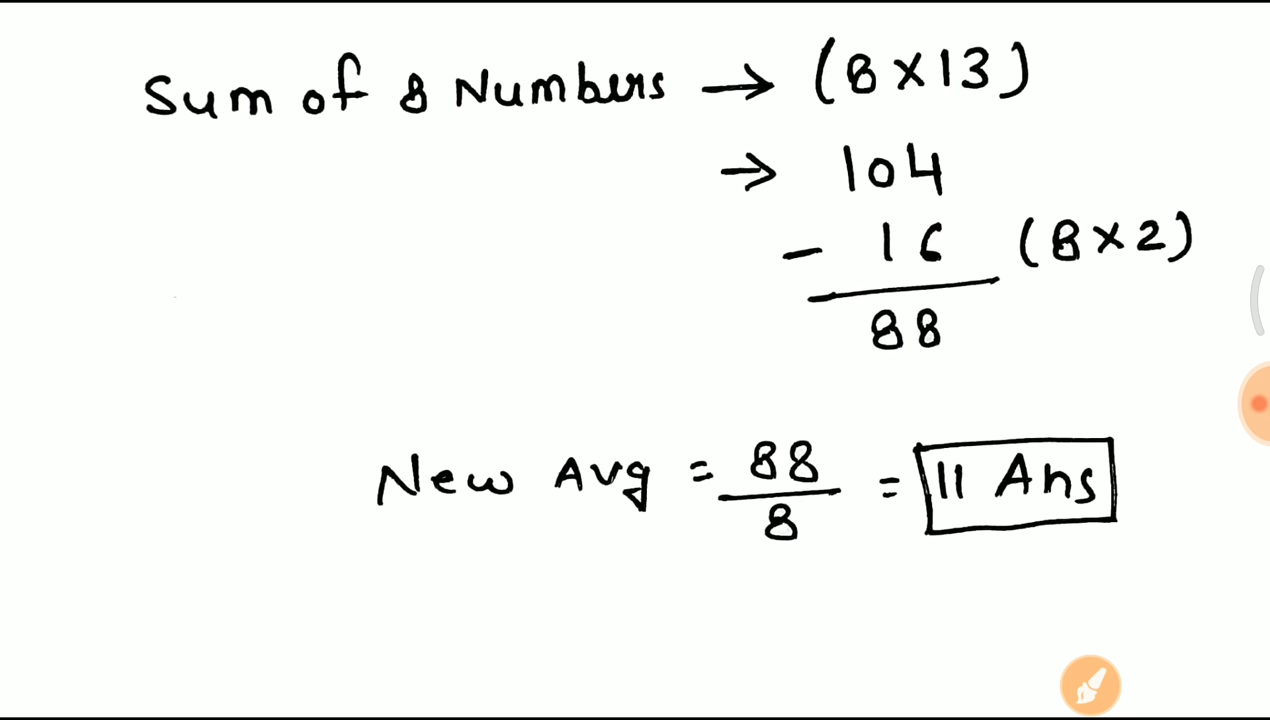 Sum of 8 Numbers → (8×13)
→ 104
- 16 (8×2)
88
New Avg = 88/8 = 11 Ans